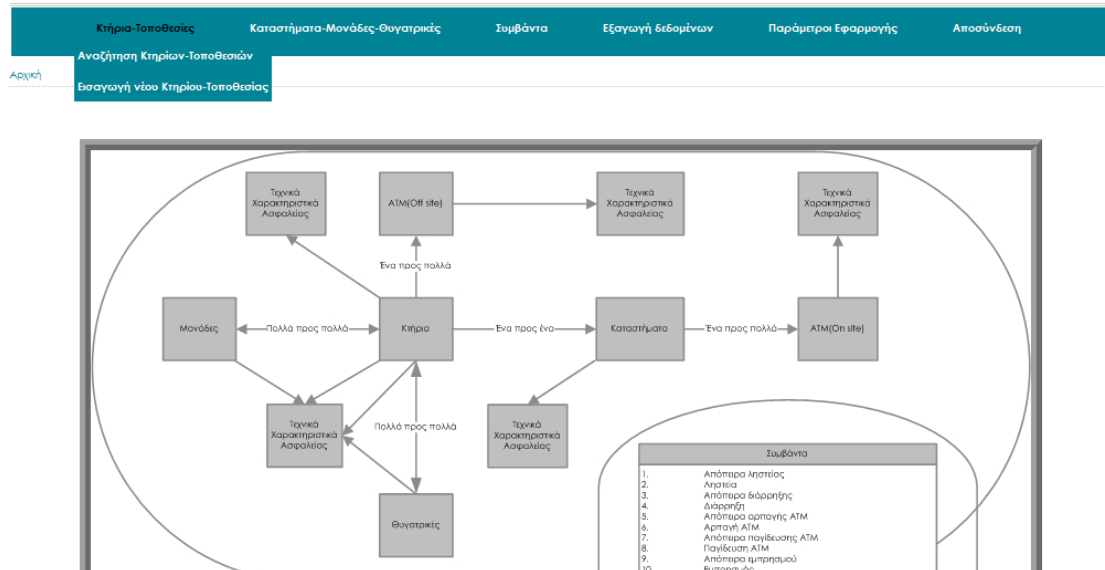 Κτήρια-Τοποθεσίες Καταστήματα-Μονάδες-Θυγατρικές Συμβάντα Εξαγωγή δεδομένων Παράμετροι Εφαρμογής Αποσύνδεση
Αναζήτηση Κτηρίων-Τοποθεσιών
Αρχική
Εισαγωγή νέου Κτηρίου-Τοποθεσίας
Τεχνικά
Χαρακτηριστικά
Ασφαλείας
ATM(Off site)
Τεχνικά
Χαρακτηριστικά
Ασφαλείας
Τεχνικά
Χαρακτηριστικά
Ασφαλείας
Ένα προς πολλά
Μονάδες
Πολλά προς πολλά
Κτήριο
Ένα προς ένα
Καταστήματα
Ένα προς πολλά
ATM(On site)
Τεχνικά
Χαρακτηριστικά
Ασφαλείας
Πολλά προς πολλά
Τεχνικά
Χαρακτηριστικά
Ασφαλείας
Θυγατρικές
Συμβάντα
1. Απόπειρα ληστείας
2. Ληστεία
3. Απόπειρα διάρρηξης
4. Διάρρηξη
5. Απόπειρα αρπαγής ATM
6. Αρπαγή ATM
7. Απόπειρα παγίδευσης ATM
8. Παγίδευση ATM
9. Απόπειρα εμπρησμού
10. Εμπρησμός